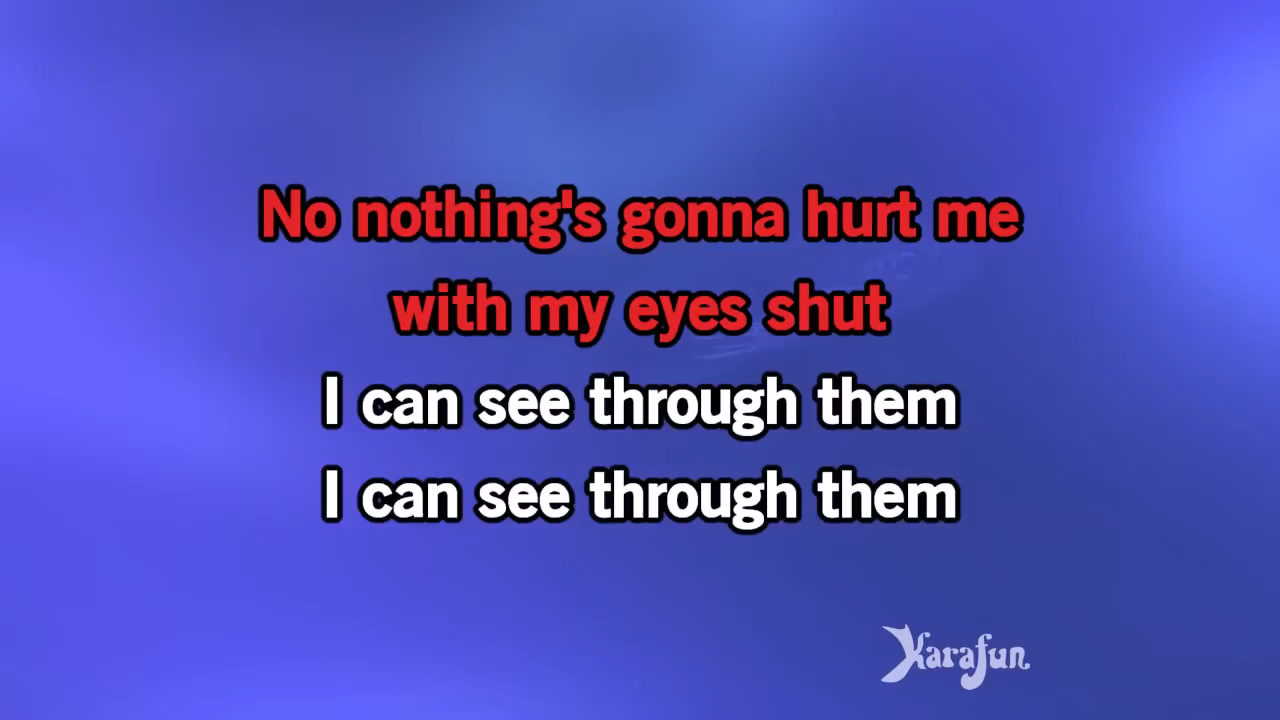 No nothing's gonna hurt me
with my eyes shut
I can see through them
I can see through them
Karafun